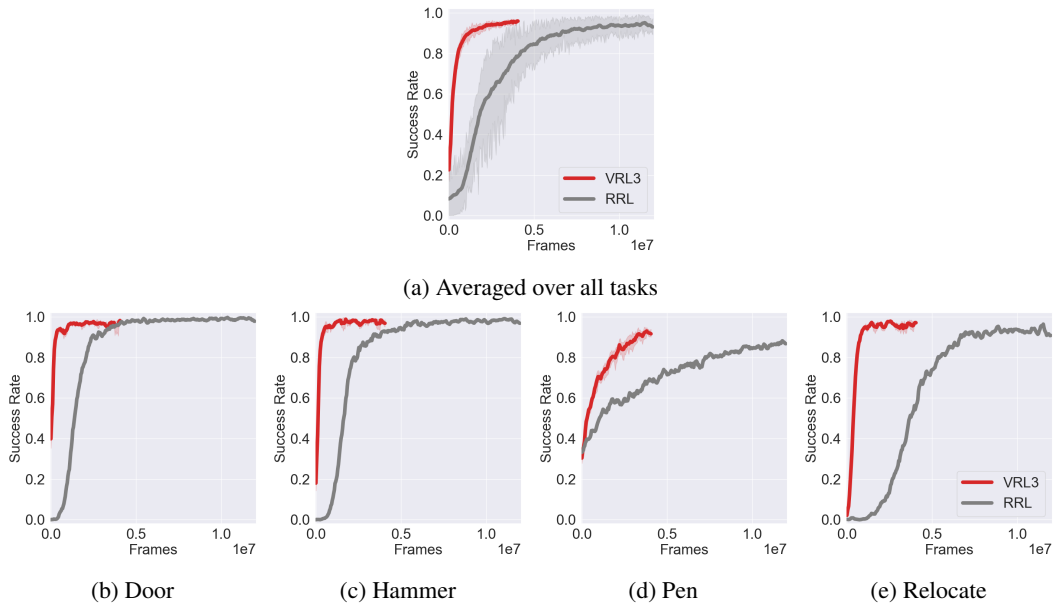 1.0
0.8
0.6
0.4
0.2
0.0
Success Rate
VRL3
RRL
0.0 0.5 1.0
Frames 1e7
(a) Averaged over all tasks
1.0
0.8
0.6
0.4
0.2
0.0
Success Rate
0.0 0.5 1.0
Frames 1e7
(b) Door
1.0
0.8
0.6
0.4
0.2
0.0
Success Rate
0.0 0.5 1.0
Frames 1e7
(c) Hammer
1.0
0.8
0.6
0.4
0.2
0.0
Success Rate
0.0 0.5 1.0
Frames 1e7
(d) Pen
1.0
0.8
0.6
0.4
0.2
0.0
Success Rate
VRL3
RRL
0.0 0.5 1.0
Frames 1e7
(e) Relocate